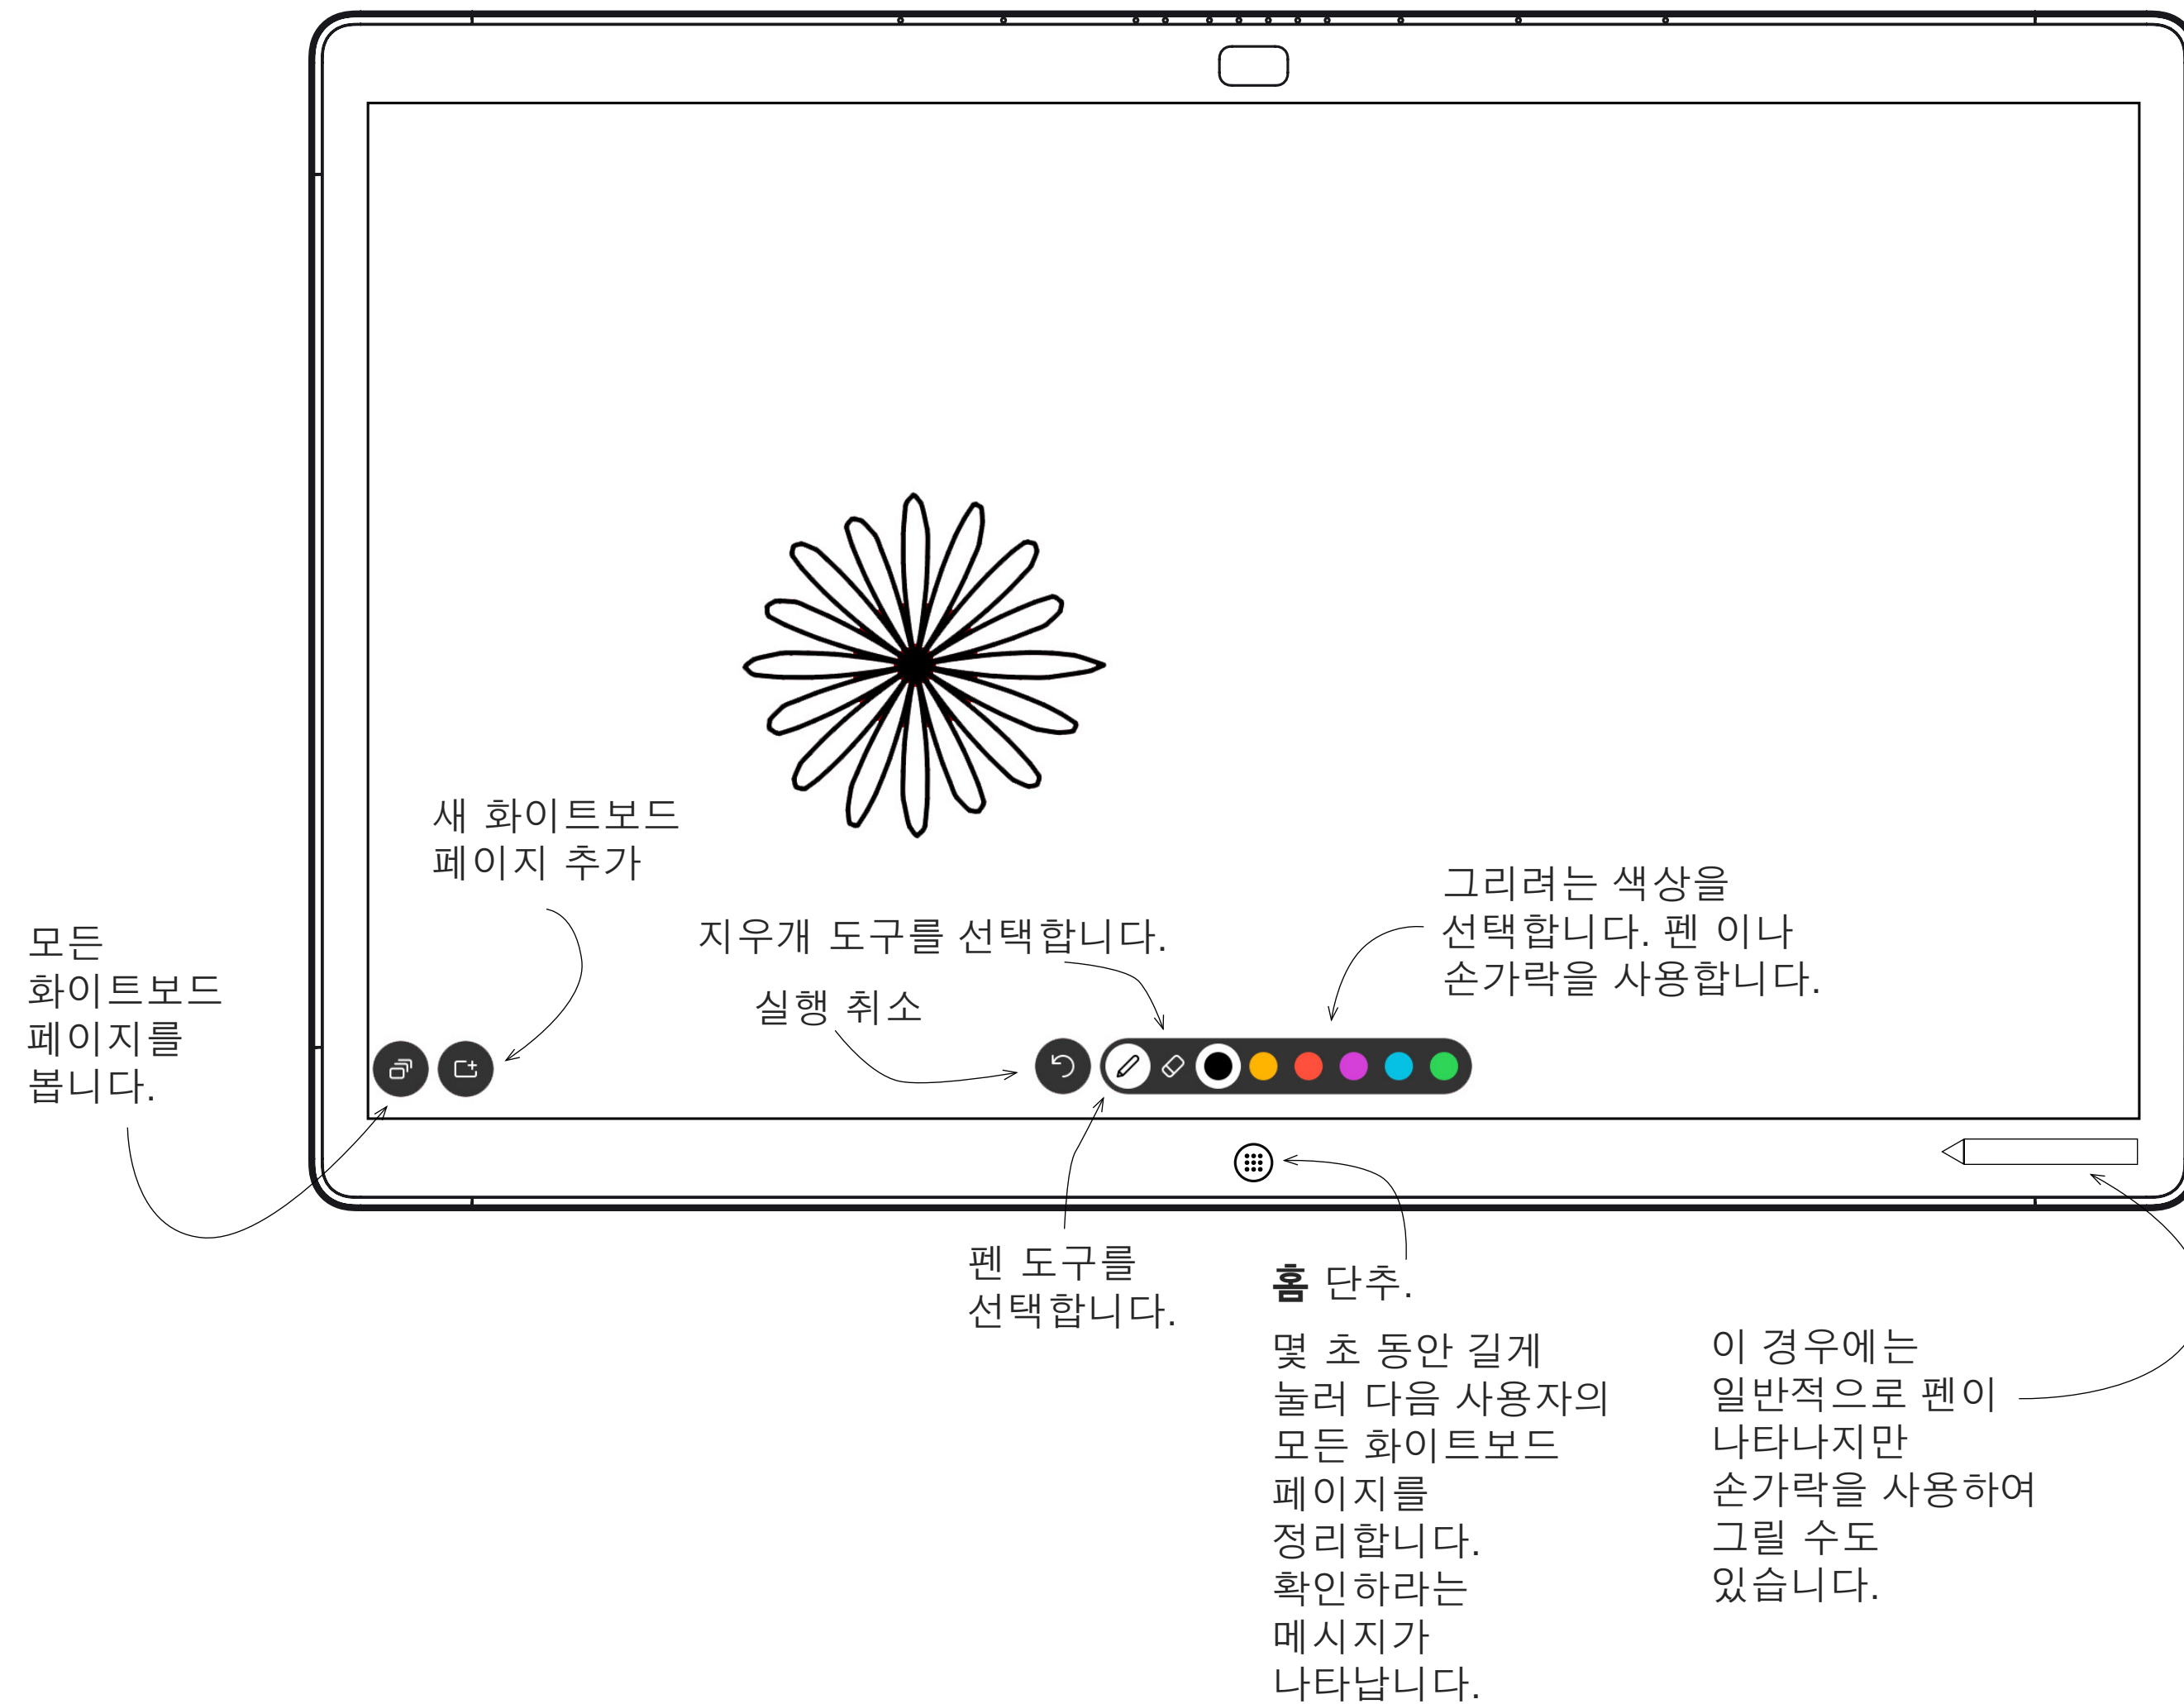 새 화이트보드
페이지 추가
모든
화이트보드
페이지를
봅니다.
지우개 도구를 선택합니다.
실행 취소
그리려는 색상을
선택합니다. 펜 이나
손가락을 사용합니다.
펜 도구를
선택합니다.
홈 단추.
몇 초 동안 길게
눌러 다음 사용자의
모든 화이트보드
페이지를
정리합니다.
확인하라는
메시지가
나타납니다.
이 경우에는
일반적으로 펜이
나타나지만
손가락을 사용하여
그릴 수도
있습니다.